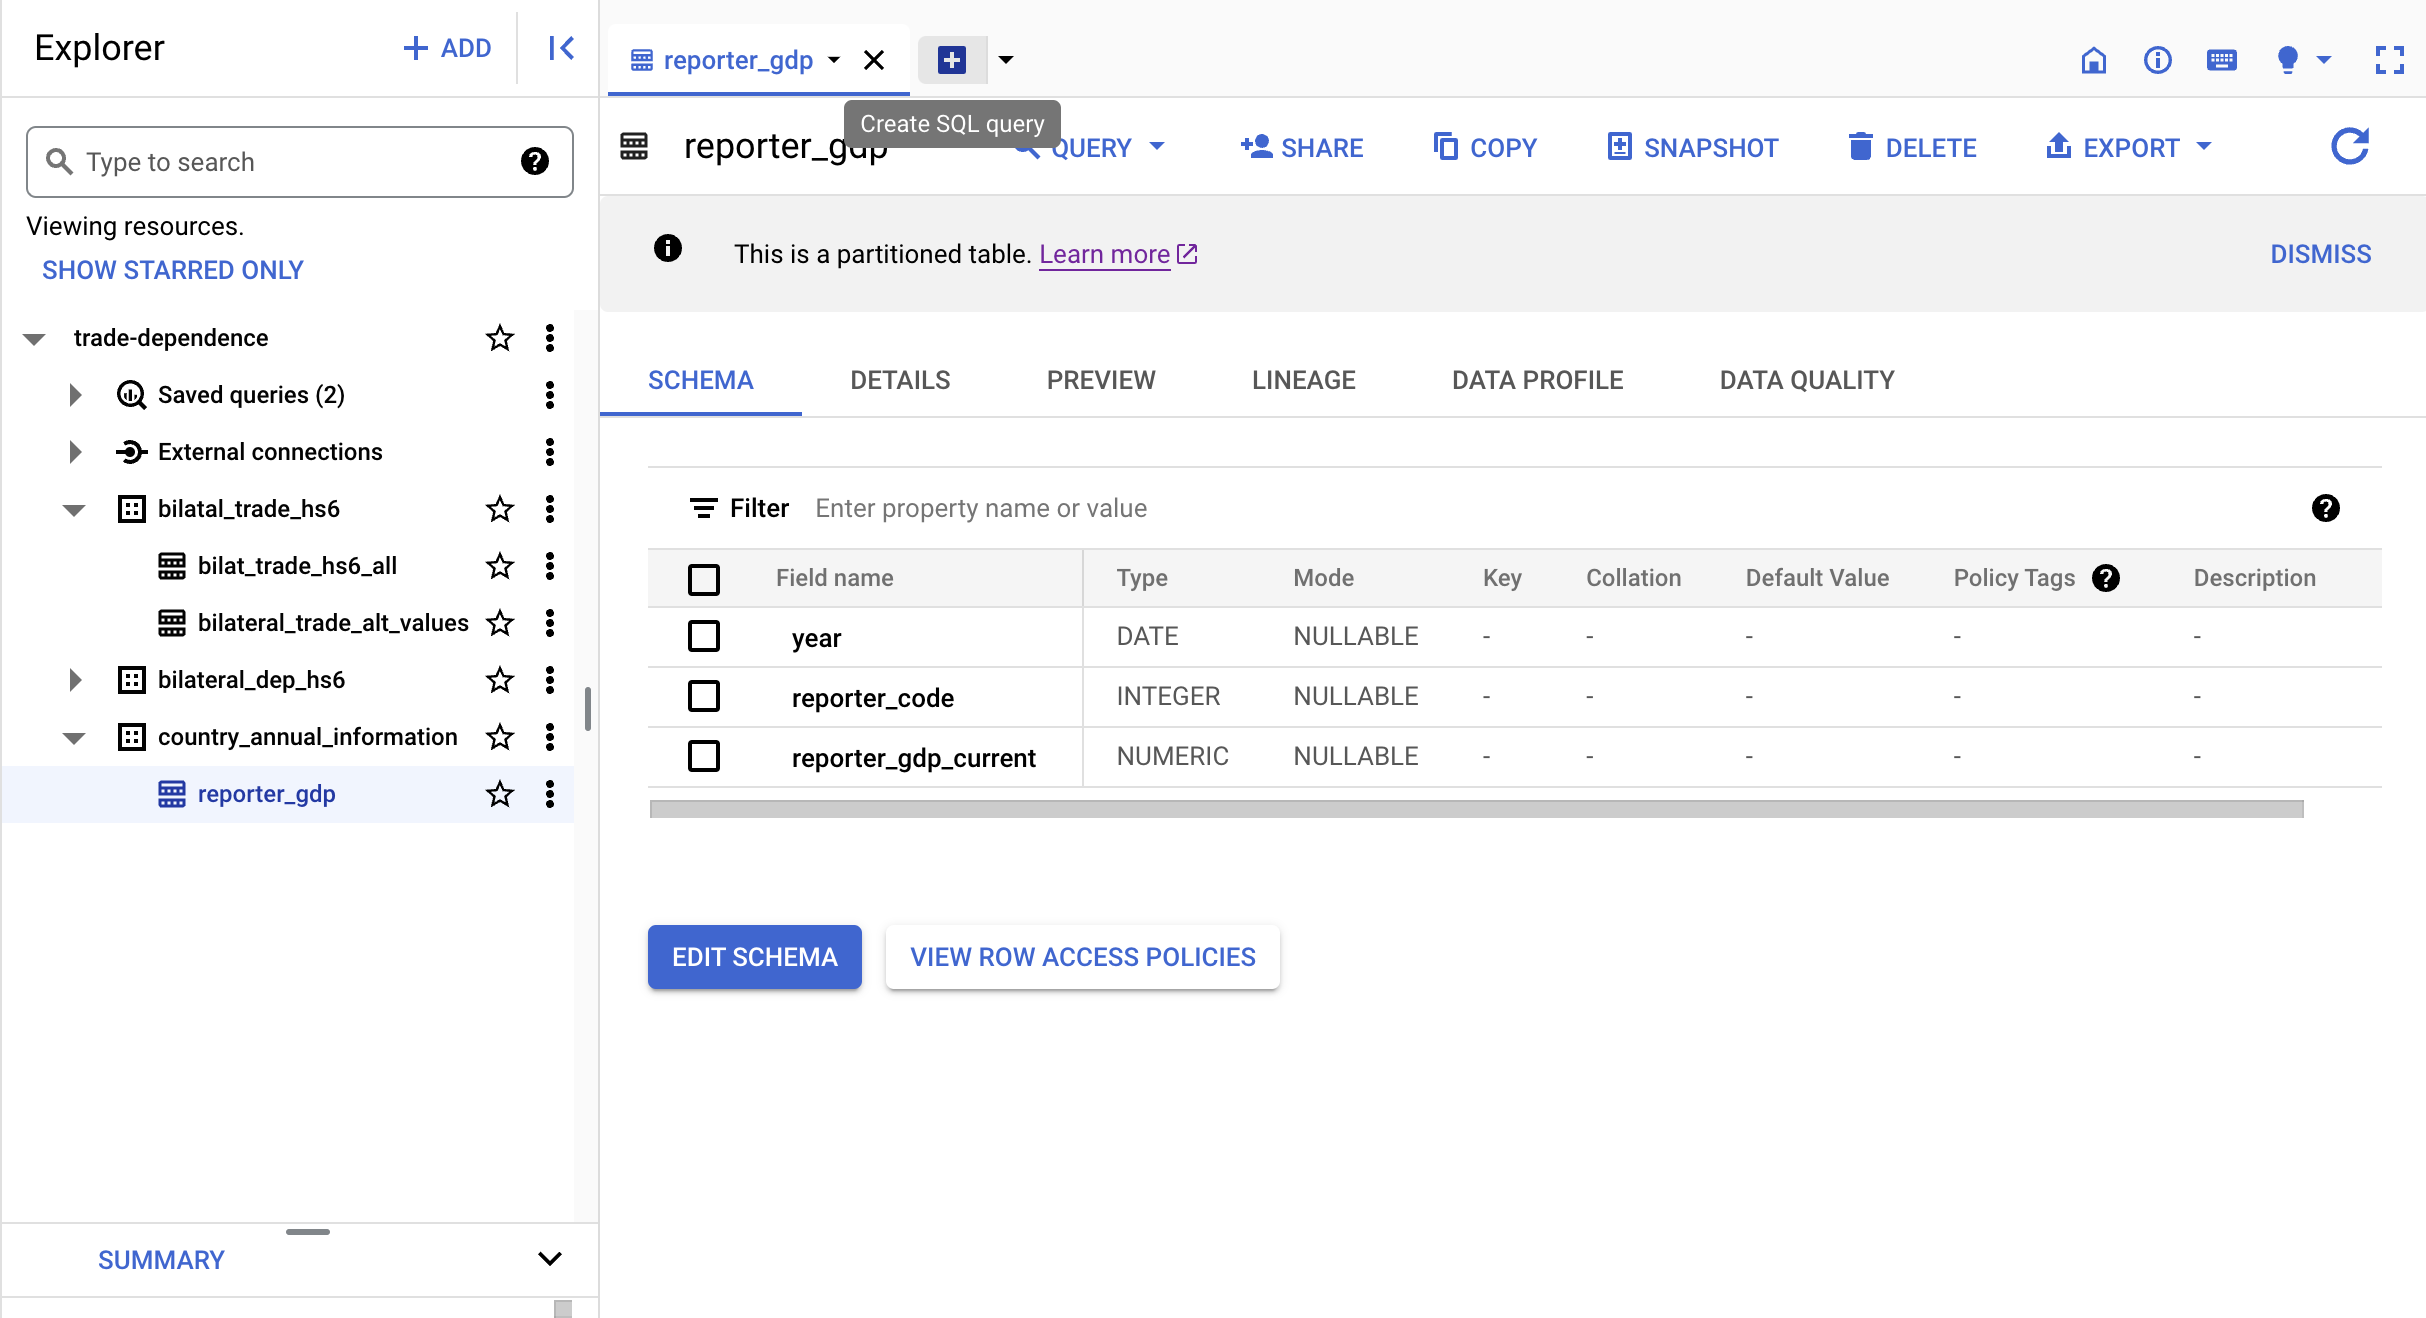 Explorer
ADD
Type to search
Viewing resources.
SHOW STARRED ONLY
trade-dependence
Saved queries (2)
External connections
bilatal_trade_hs6
bilat_trade_hs6_all
bilateral_trade_alt_values
bilateral_dep_hs6
country_annual_information
reporter_gdp
SUMMARY
reporter_gdp
Create SQL query
reporter_gdp QUERY SHARE COPY SNAPSHOT DELETE EXPORT
This is a partitioned table. Learn more DISMISS
SCHEMA DETAILS PREVIEW LINEAGE DATA PROFILE DATA QUALITY
Filter Enter property name or value
Field name Type Mode Key Collation Default Value Policy Tags Description
year DATE NULLABLE - - - - -
reporter_code INTEGER NULLABLE - - - - -
reporter_gdp_current NUMERIC NULLABLE - - - - -
EDIT SCHEMA VIEW ROW ACCESS POLICIES